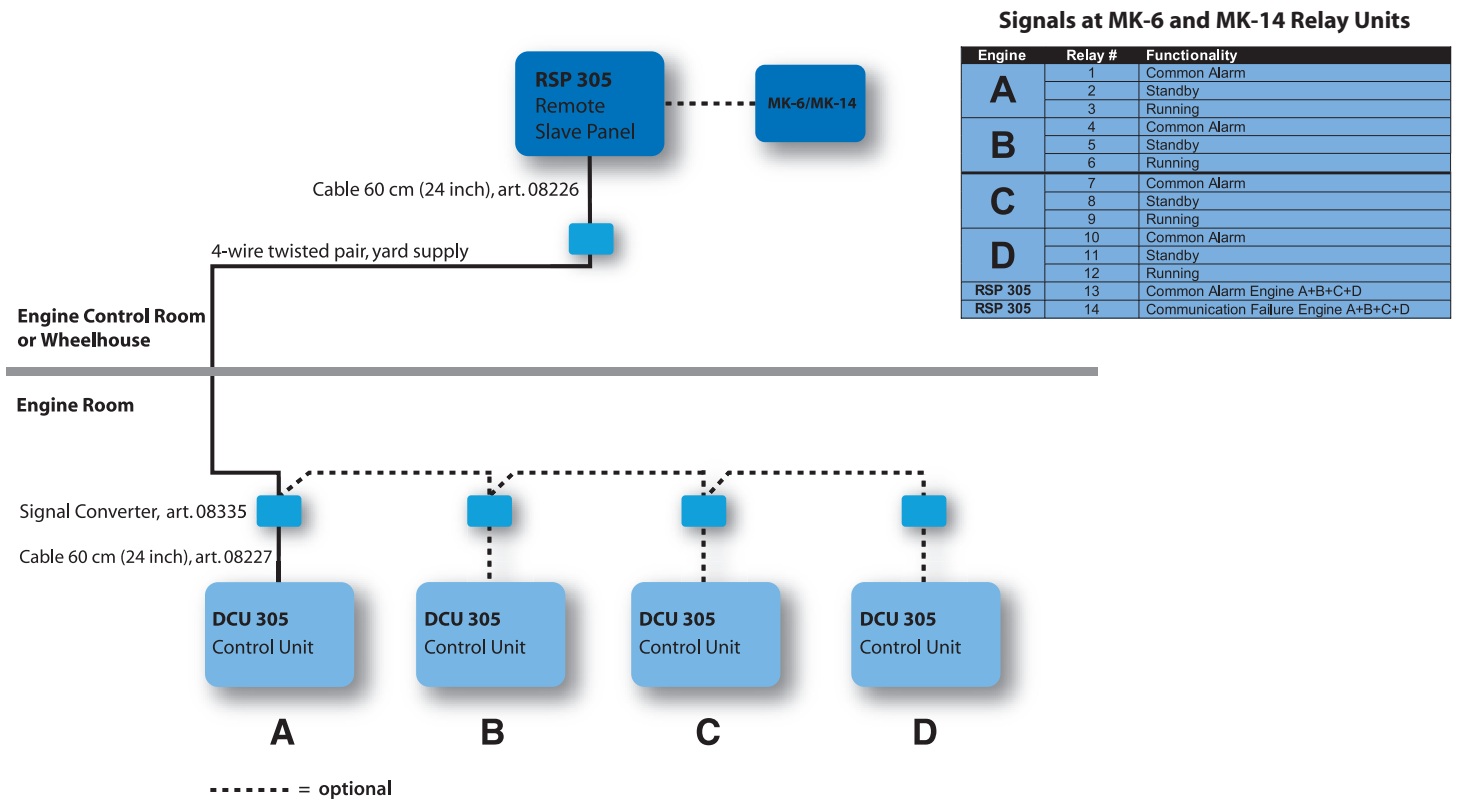 Signals at MK-6 and MK-14 Relay Units
Engine Relay # Functionality
A
1 Common Alarm
2 Standby
3 Running
B
4 Common Alarm
5 Standby
6 Running
C
7 Common Alarm
8 Standby
9 Running
D
10 Common Alarm
11 Standby
12 Running
RSP 305 13 Common Alarm Engine A+B+C+D
RSP 305 14 Communication Failure Engine A+B+C+D
RSP 305
Remote
Slave Panel
MK-6/MK-14
Cable 60 cm (24 inch), art. 08226
4-wire twisted pair, yard supply
Engine Control Room
or Wheelhouse
Engine Room
Signal Converter, art. 08335
Cable 60 cm (24 inch), art. 08227
DCU 305
Control Unit
DCU 305
Control Unit
DCU 305
Control Unit
DCU 305
Control Unit
A
B
C
D
= optional